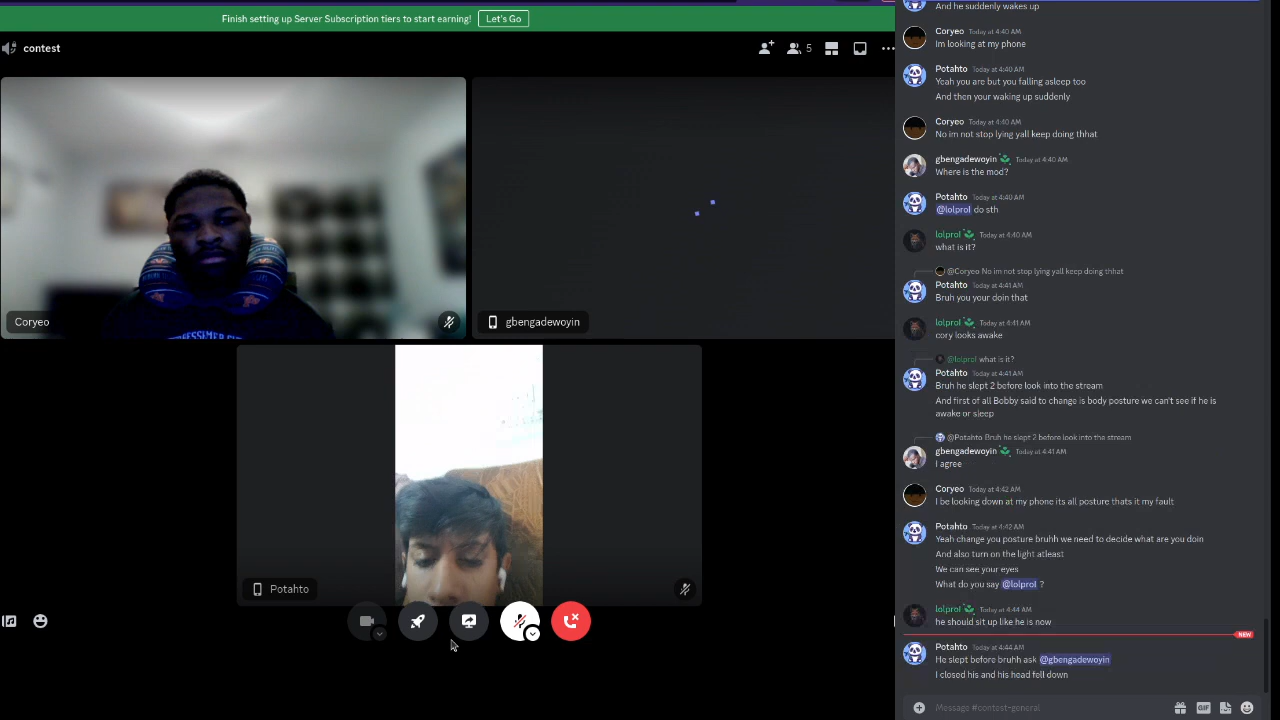 Finish setting up Server Subscription tiers to start earning!
Let's Go
contest
5
Coryeo
gbengadewoyin
Potahto
And he suddenly wakes up
Coryeo Today at 4:40 AM
Im looking at my phone
Potahto Today at 4:40 AM
Yeah you are but you falling asleep too
And then your waking up suddenly
Coryeo Today at 4:40 AM
No im not stop lying yall keep doing thhat
gbengadewoyin Today at 4:40 AM
Where is the mod?
Potahto Today at 4:40 AM
@lolprol do sth
lolprol Today at 4:40 AM
what is it?
@Coryeo No im not stop lying yall keep doing thhat
Potahto Today at 4:41 AM
Bruh you your doin that
lolprol Today at 4:41 AM
cory looks awake
@lolprol what is it?
Potahto Today at 4:41 AM
Bruh he slept 2 before look into the stream
And first of all Bobby said to change is body posture we can't see if he is
awake or sleep
@Potahto Bruh he slept 2 before look into the stream
gbengadewoyin Today at 4:41 AM
I agree
Coryeo Today at 4:42 AM
I be looking down at my phone its all posture thats it my fault
Potahto Today at 4:42 AM
Yeah change you posture bruhh we need to decide what are you doin
And also turn on the light atleast
We can see your eyes
What do you say @lolprol ?
lolprol Today at 4:44 AM
he should sit up like he is now
NEW
Potahto Today at 4:44 AM
He slept before bruhh ask @gbengadewoyin
I closed his and his head fell down
Message #contest-general
GIF